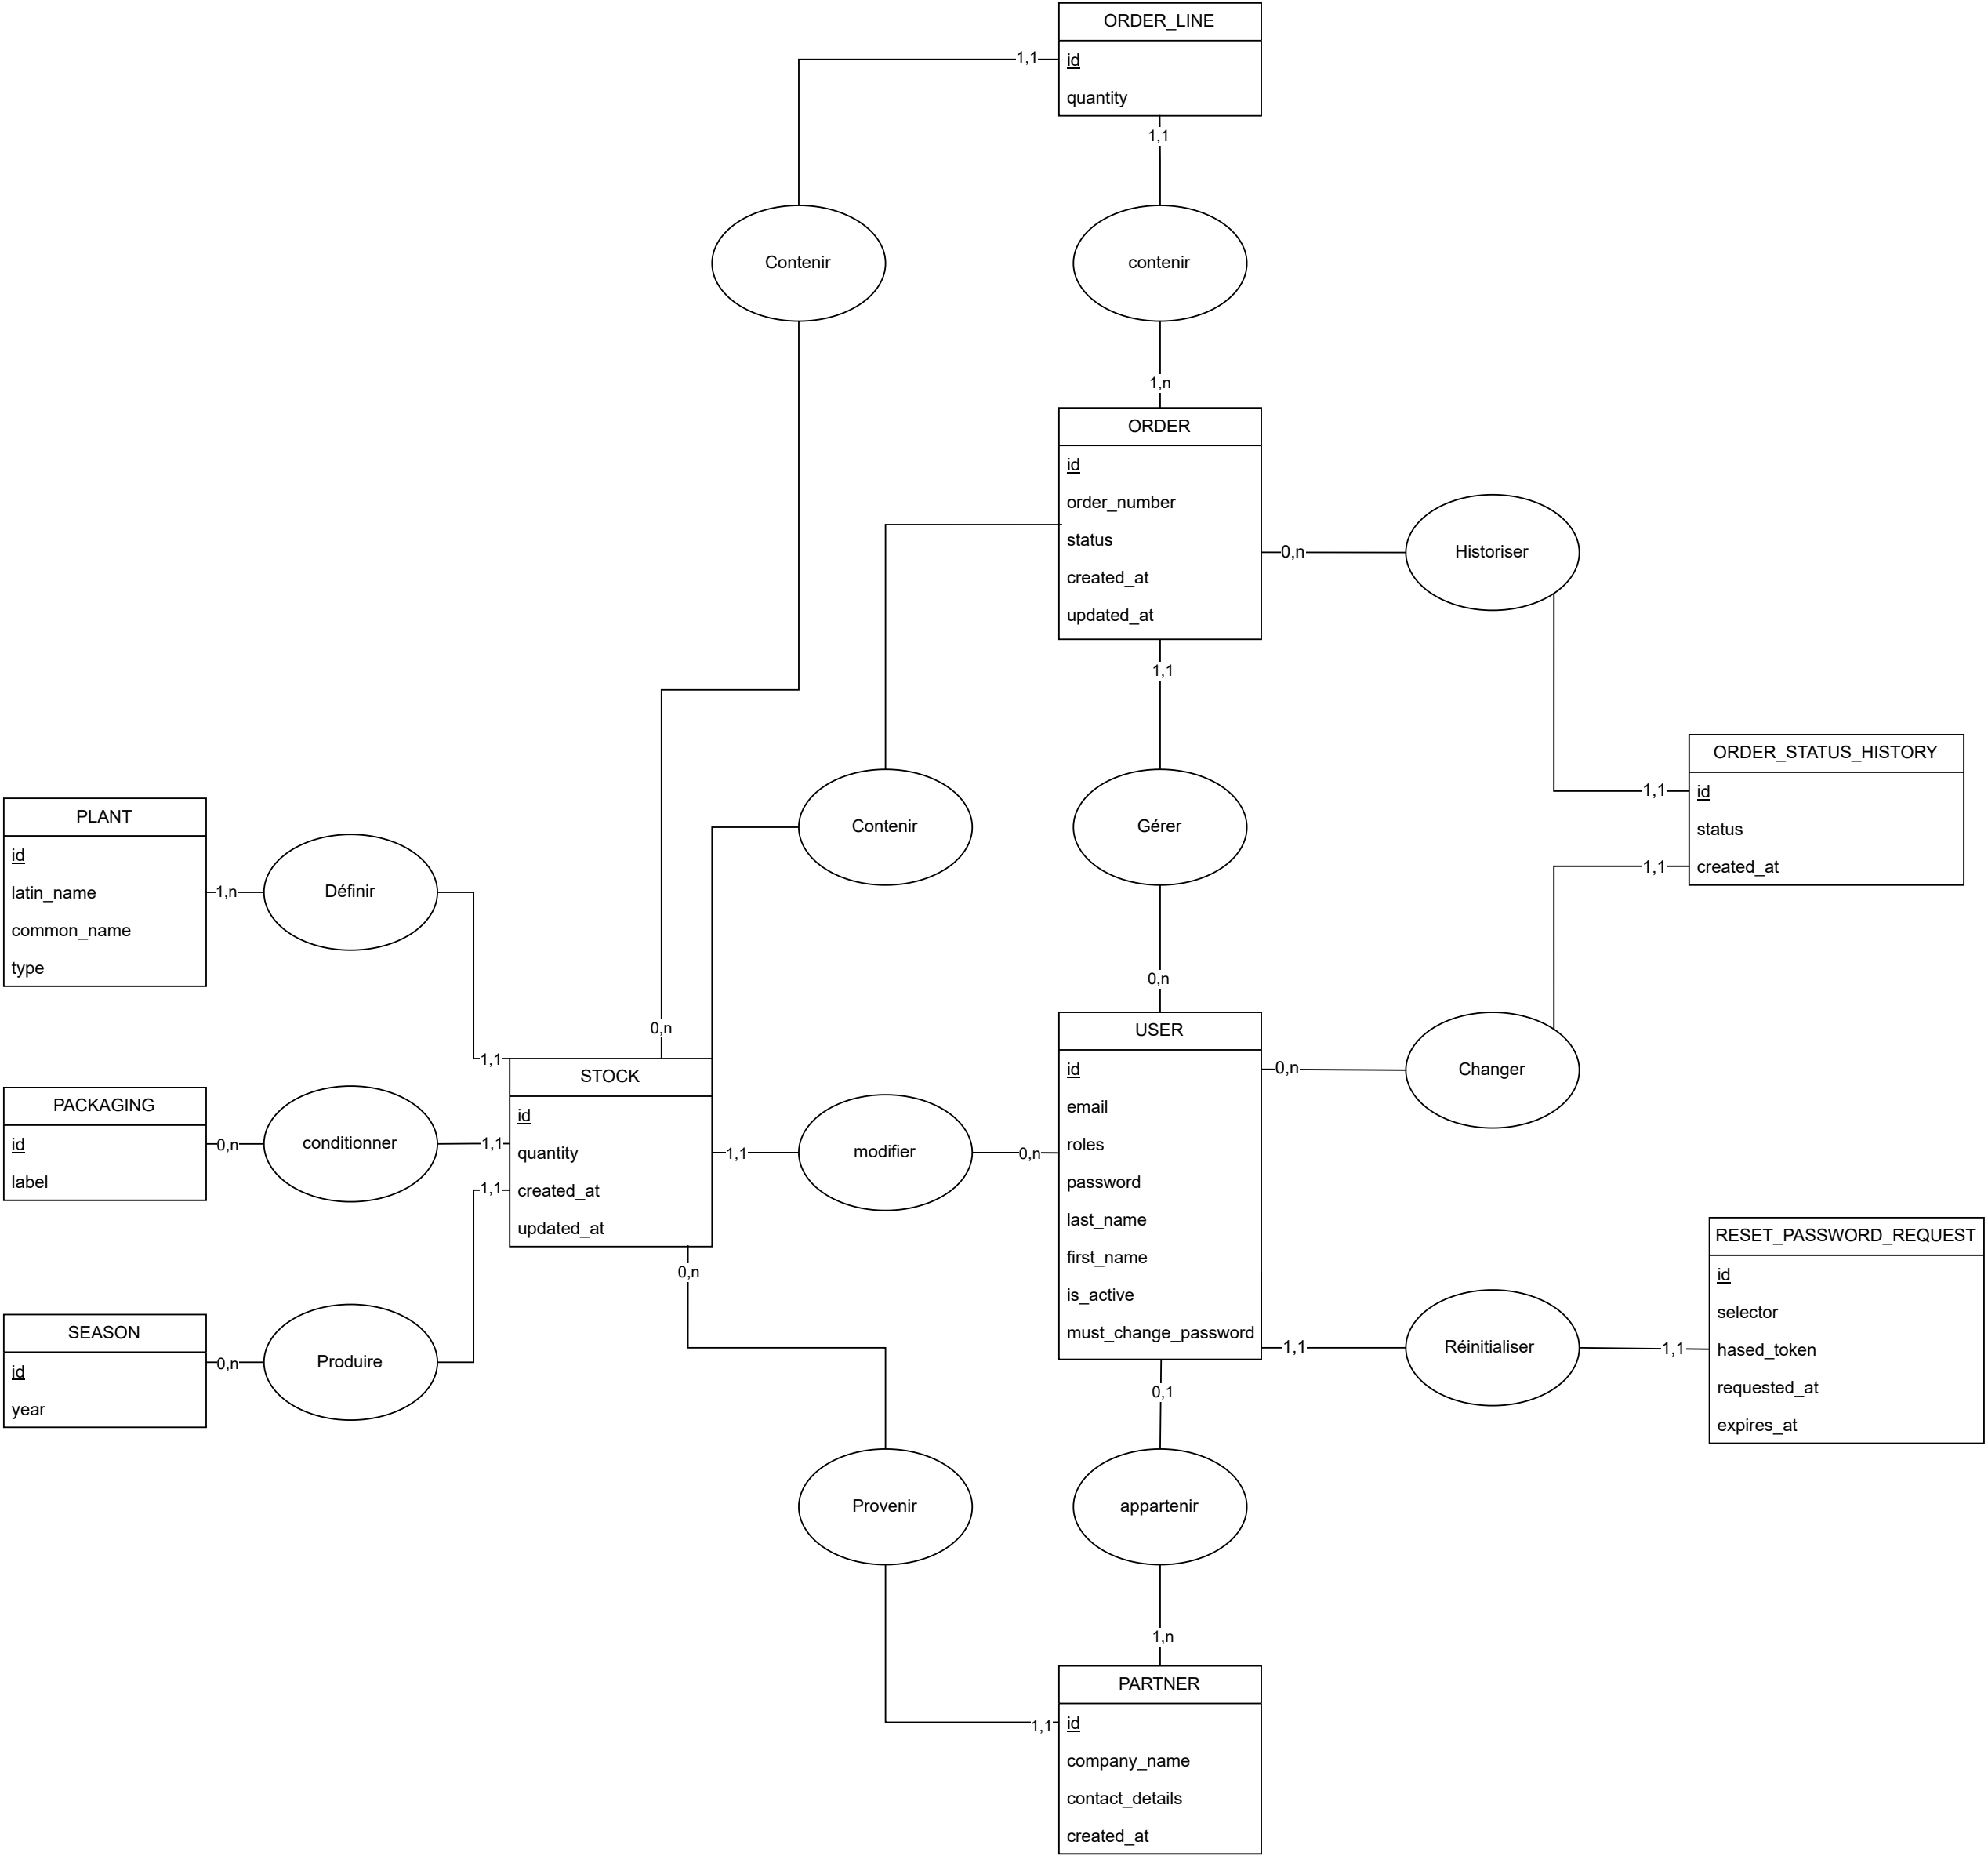 ORDER_LINE
id
quantity
1,1
1,1
Contenir
contenir
1,n
ORDER
id
order_number
status
created_at
updated_at
0,n
Historiser
1,1
ORDER_STATUS_HISTORY
id
status
created_at
1,1
1,1
PLANT
id
latin_name
common_name
type
1,n
Définir
Contenir
Gérer
0,n
0,n
1,1
STOCK
id
quantity
created_at
updated_at
USER
id
email
roles
password
last_name
first_name
is_active
must_change_password
0,n
Changer
PACKAGING
id
label
0,n
conditionner
1,1
1,1
1,1
modifier
0,n
RESET_PASSWORD_REQUEST
id
selector
hased_token
requested_at
expires_at
0,n
SEASON
id
year
0,n
Produire
1,1
Réinitialiser
1,1
0,1
Provenir
appartenir
1,n
PARTNER
id
company_name
contact_details
created_at
1,1